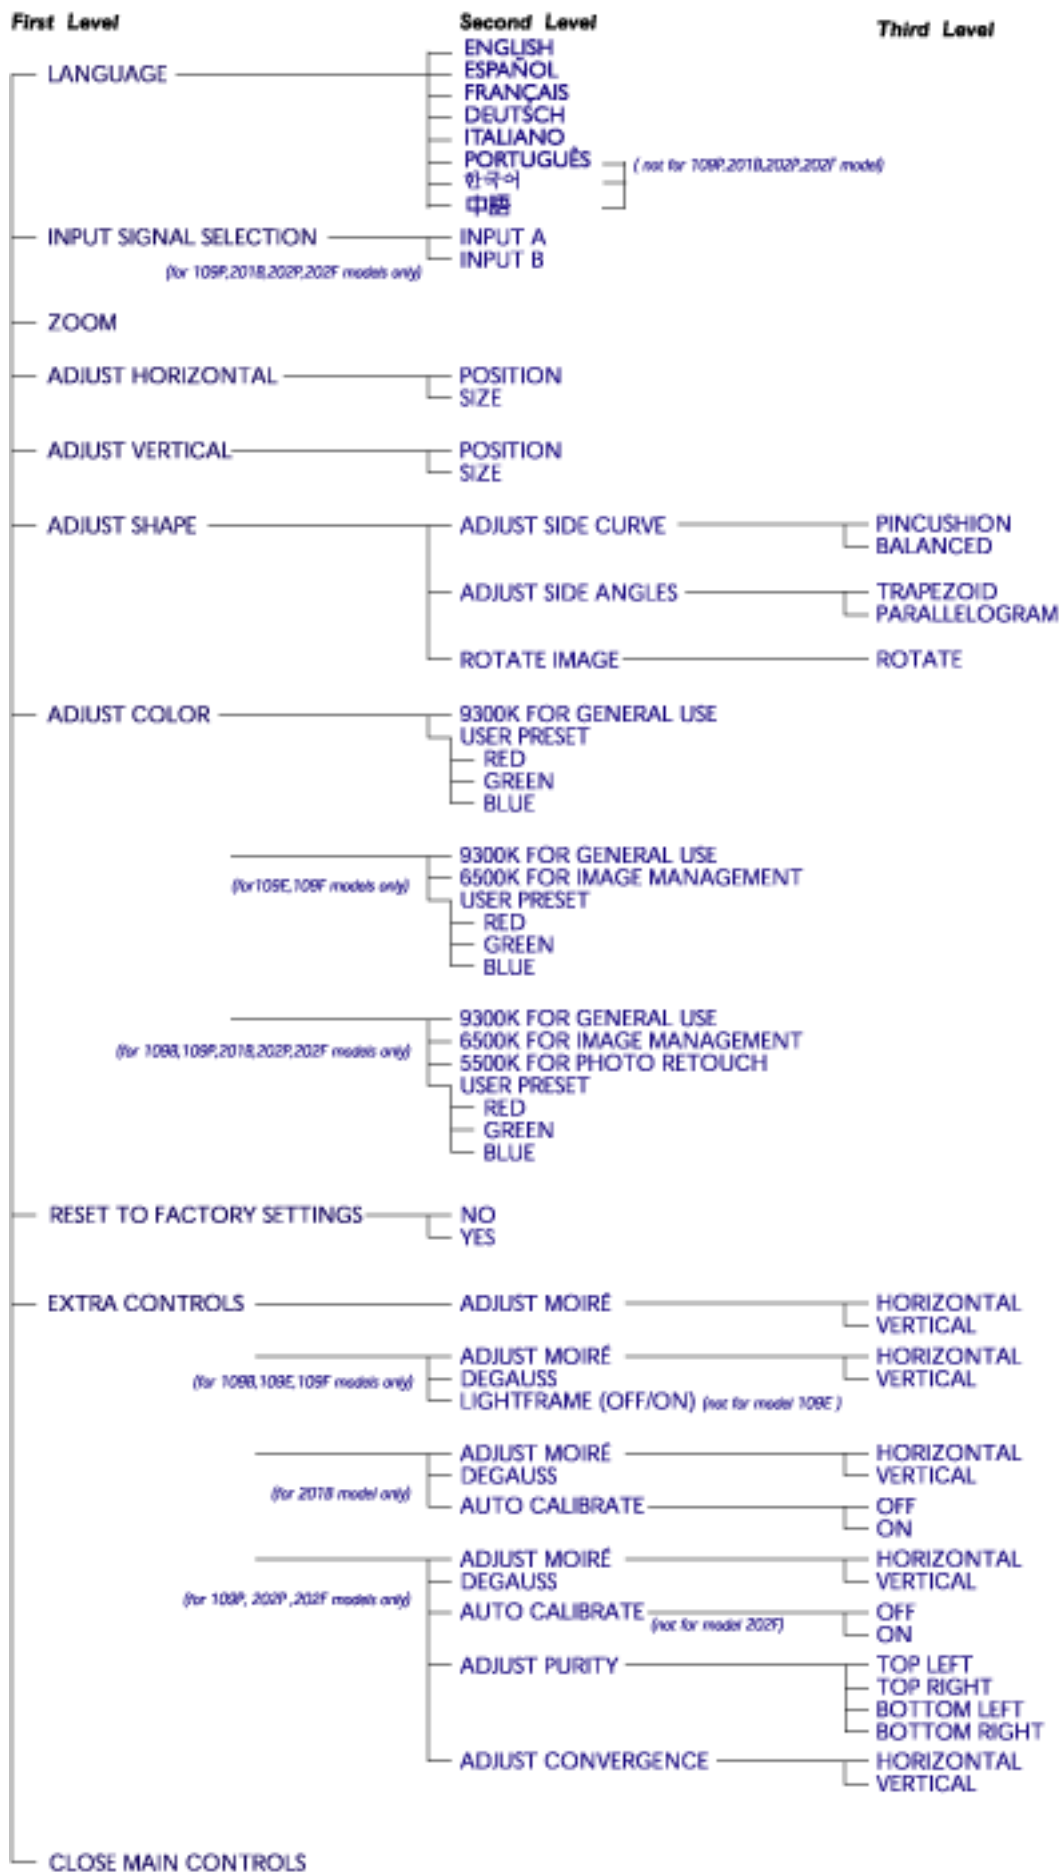 First Level
Second Level
Third Level
LANGUAGE
ENGLISH
ESPAÑOL
FRANÇAIS
DEUTSCH
ITALIANO
PORTUGUÊS
( not for 109P,201B,202P,202F model)
한국어
中語
INPUT SIGNAL SELECTION
INPUT A
INPUT B
(for 109P,201B,202P,202F models only)
ZOOM
ADJUST HORIZONTAL
POSITION
SIZE
ADJUST VERTICAL
POSITION
SIZE
ADJUST SHAPE
ADJUST SIDE CURVE
PINCUSHION
BALANCED
ADJUST SIDE ANGLES
TRAPEZOID
PARALLELOGRAM
ROTATE IMAGE
ROTATE
ADJUST COLOR
9300K FOR GENERAL USE
USER PRESET
RED
GREEN
BLUE
9300K FOR GENERAL USE
(for109E,109F models only)
6500K FOR IMAGE MANAGEMENT
USER PRESET
RED
GREEN
BLUE
9300K FOR GENERAL USE
6500K FOR IMAGE MANAGEMENT
(for 109B,109P,201B,202P,202F models only)
5500K FOR PHOTO RETOUCH
USER PRESET
RED
GREEN
BLUE
RESET TO FACTORY SETTINGS
NO
YES
EXTRA CONTROLS
ADJUST MOIRÉ
HORIZONTAL
VERTICAL
ADJUST MOIRÉ
HORIZONTAL
(for 109B,109E,109F models only)
DEGAUSS
VERTICAL
LIGHTFRAME (OFF/ON) (not for model 109E )
ADJUST MOIRÉ
HORIZONTAL
DEGAUSS
VERTICAL
(for 201B model only)
AUTO CALIBRATE
OFF
ON
ADJUST MOIRÉ
HORIZONTAL
DEGAUSS
VERTICAL
(for 109P, 202P ,202F models only)
AUTO CALIBRATE
(not for model 202F)
OFF
ON
ADJUST PURITY
TOP LEFT
TOP RIGHT
BOTTOM LEFT
BOTTOM RIGHT
ADJUST CONVERGENCE
HORIZONTAL
VERTICAL
CLOSE MAIN CONTROLS